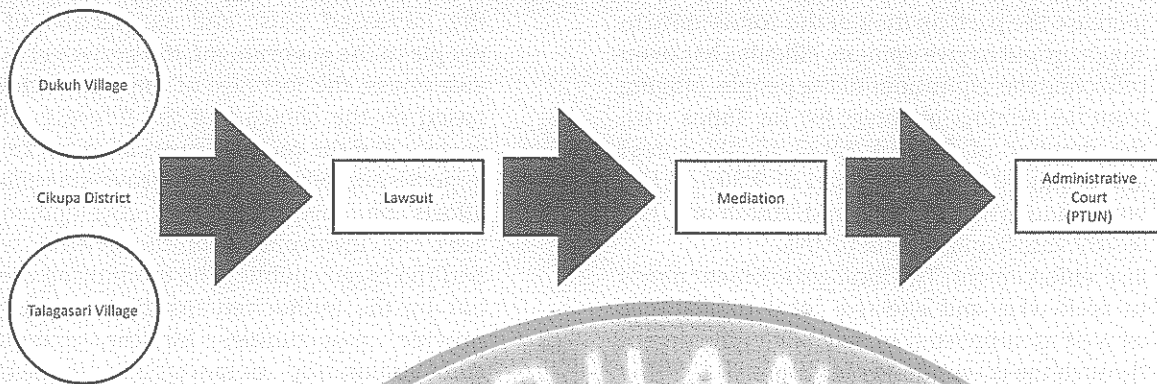 Dukuh Village
Cikupa District
Talagasari Village
Lawsuit
Mediation
Administrative
Court
(PTUN)